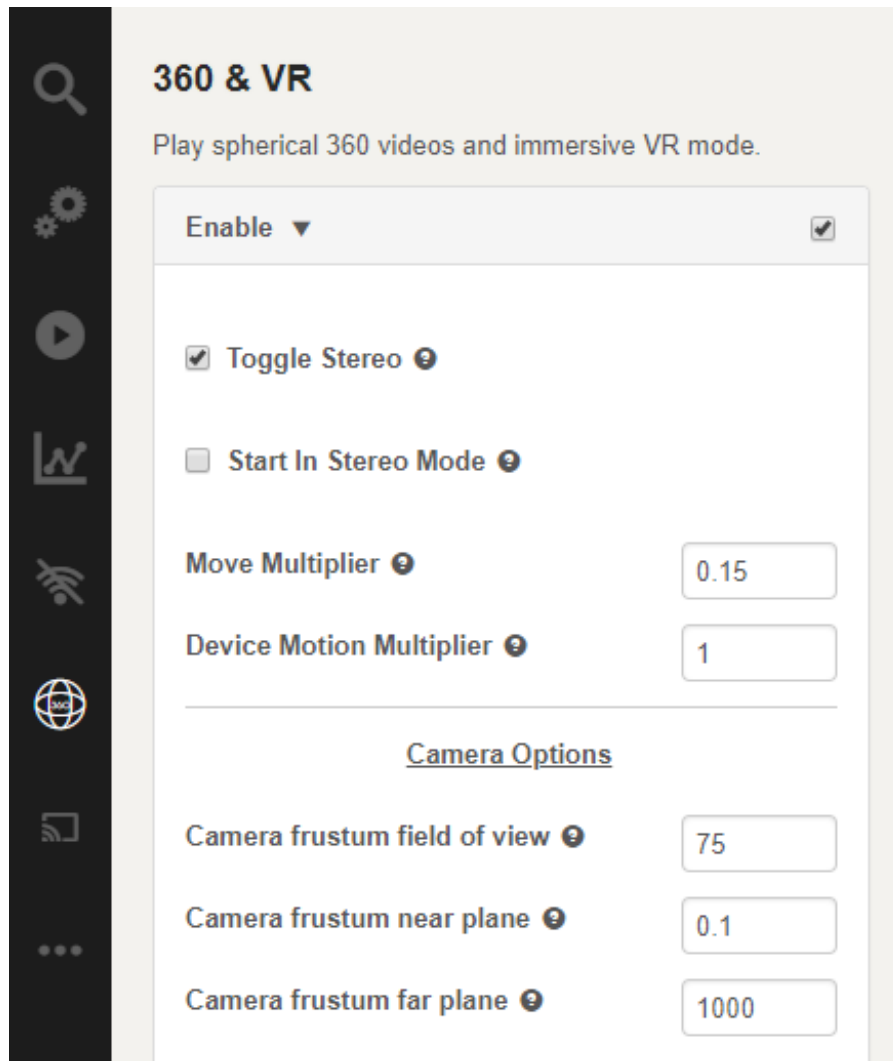 360 & VR
Play spherical 360 videos and immersive VR mode.
Enable
Toggle Stereo
Start In Stereo Mode
Move Multiplier 0.15
Device Motion Multiplier 1
360
Camera Options
Camera frustum field of view 75
Camera frustum near plane 0.1
Camera frustum far plane 1000